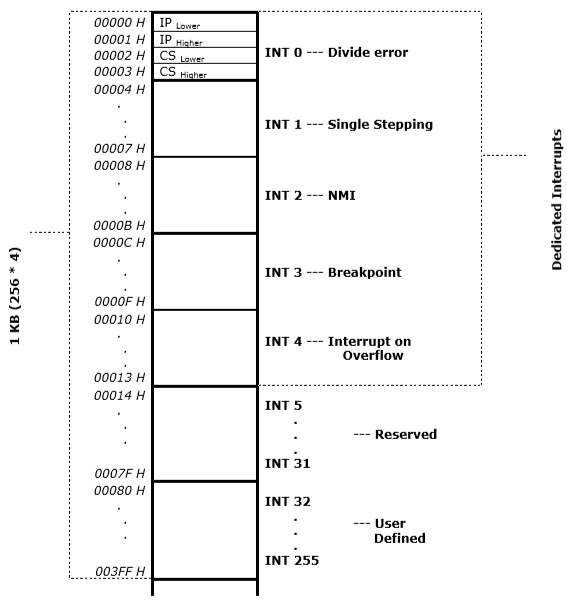 00000 H IP Lower
00001 H IP Higher
00002 H CS Lower
00003 H CS Higher
INT 0 --- Divide error
00004 H
.
.
.
00007 H
INT 1 --- Single Stepping
00008 H
.
.
.
0000B H
INT 2 --- NMI
0000C H
.
.
.
0000F H
INT 3 --- Breakpoint
00010 H
.
.
.
00013 H
INT 4 --- Interrupt on
Overflow
Dedicated Interrupts
1 KB (256 * 4)
00014 H
.
.
.
0007F H
INT 5
.
.
.
INT 31
--- Reserved
00080 H
.
.
.
003FF H
INT 32
.
.
.
INT 255
--- User
Defined